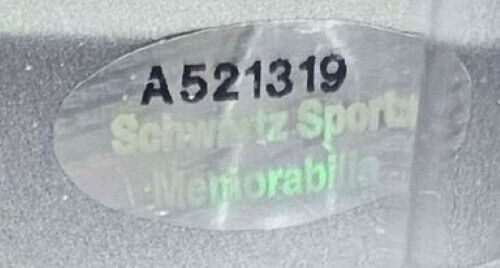 A521319
Schwartz Sports
Memorabilia